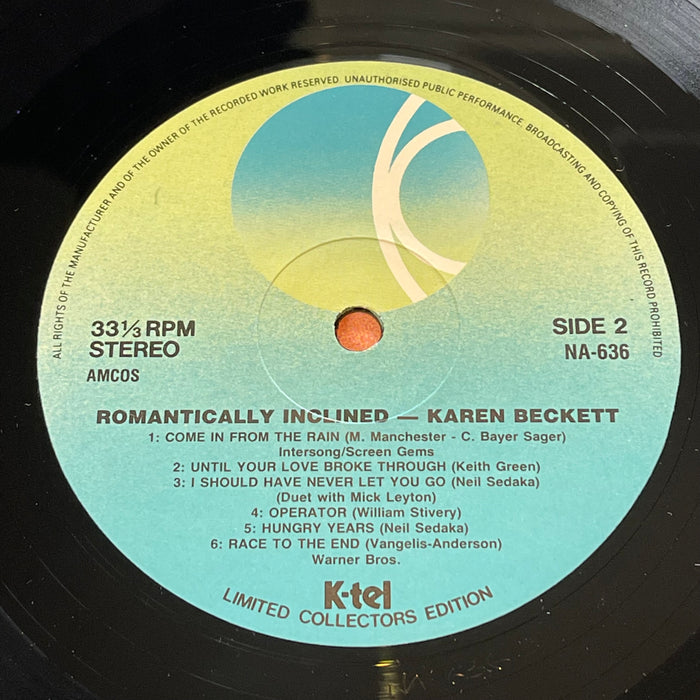 ALL RIGHTS OF THE MANUFACTURER AND OF THE OWNER OF THE RECORDED WORK RESERVED. UNAUTHORISED PUBLIC PERFORMANCE, BROADCASTING AND COPYING OF THIS RECORD PROHIBITED
33 1/3 RPM
STEREO
AMCOS
SIDE 2
NA-636
ROMANTICALLY INCLINED — KAREN BECKETT
1: COME IN FROM THE RAIN (M. Manchester - C. Bayer Sager)
Intersong/Screen Gems
2: UNTIL YOUR LOVE BROKE THROUGH (Keith Green)
3: I SHOULD HAVE NEVER LET YOU GO (Neil Sedaka)
(Duet with Mick Leyton)
4: OPERATOR (William Stivery)
5: HUNGRY YEARS (Neil Sedaka)
6: RACE TO THE END (Vangelis-Anderson)
Warner Bros.
K-tel
LIMITED COLLECTORS EDITION